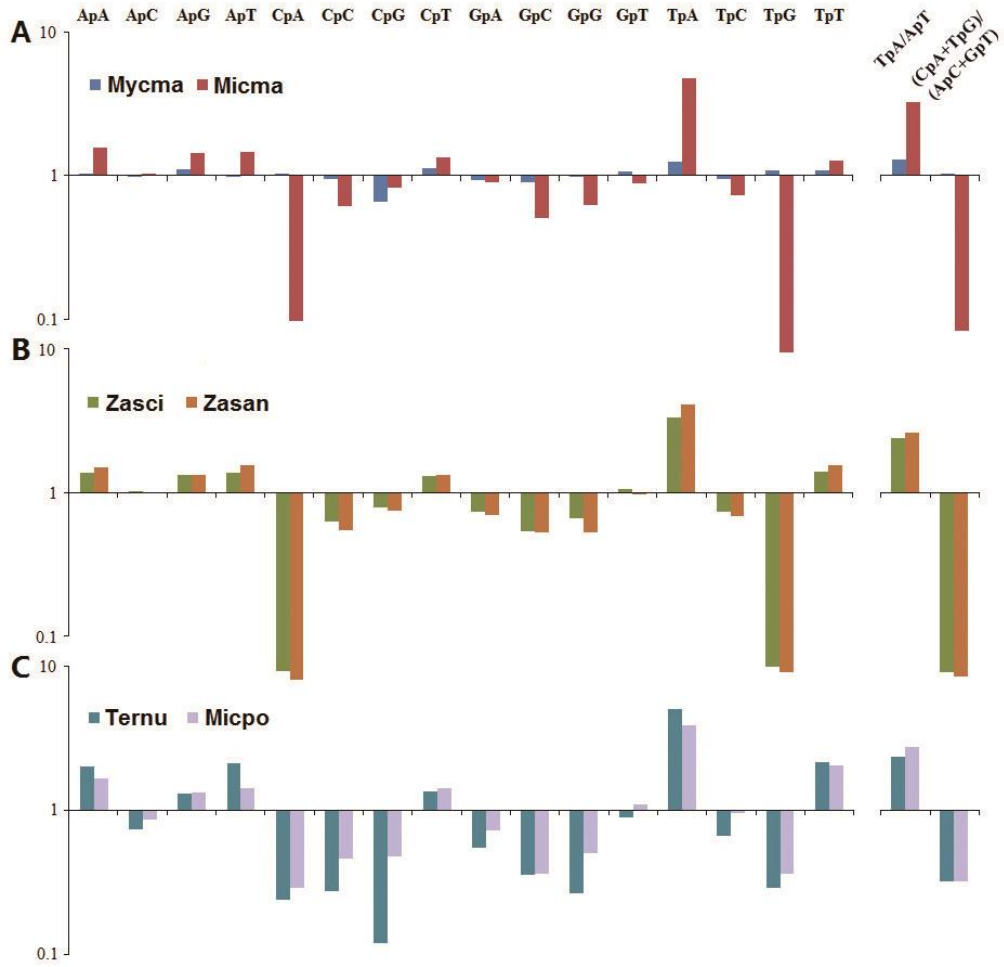 ApA ApC ApG ApT CpA CpC CpG CpT GpA GpC GpG GpT TpA TpC TpG TpT
TpA/ApT
(CpA+TpG)/
(ApC+GpT)
A
10
Mycma Micma
1
0.1
B
10
Zasci Zasan
1
0.1
C
10
Ternu Micpo
1
0.1